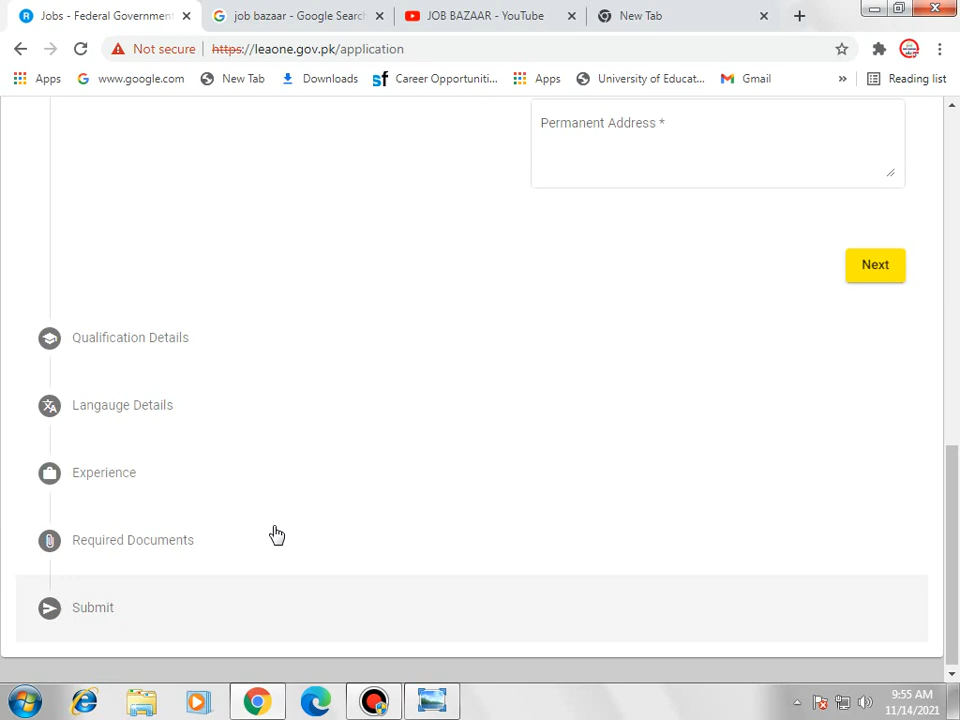 Jobs - Federal Government
job bazaar - Google Search
JOB BAZAAR - YouTube
New Tab
Not secure
https://leaone.gov.pk/application
Apps
www.google.com
New Tab
Downloads
sf Career Opportuniti...
Apps
University of Educat...
Gmail
»
Reading list
Permanent Address *
Next
Qualification Details
Langauge Details
Experience
Required Documents
Submit
9:55 AM
11/14/2021